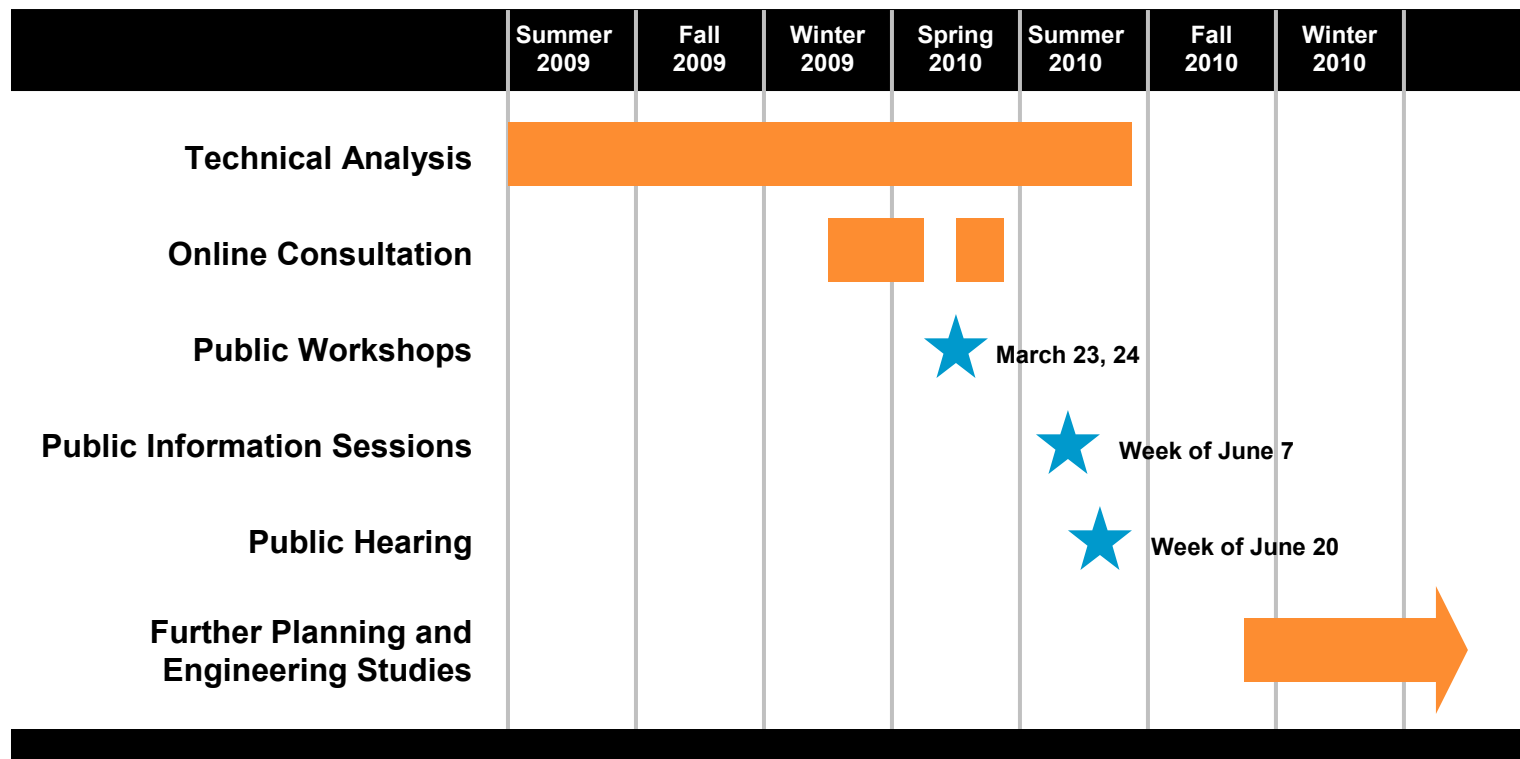 Summer Fall Winter Spring Summer Fall Winter
2009 2009 2009 2010 2010 2010 2010
Technical Analysis
Online Consultation
Public Workshops
March 23, 24
Public Information Sessions
Week of June 7
Public Hearing
Week of June 20
Further Planning and
Engineering Studies